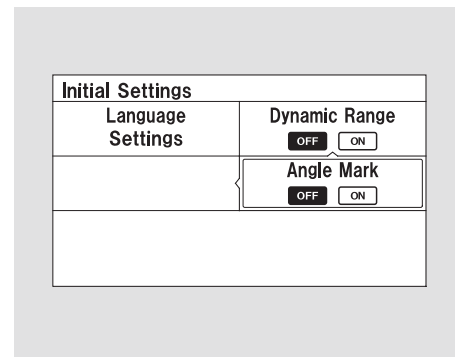 Initial Settings
Language
Settings
Dynamic Range
OFF ON
Angle Mark
OFF ON